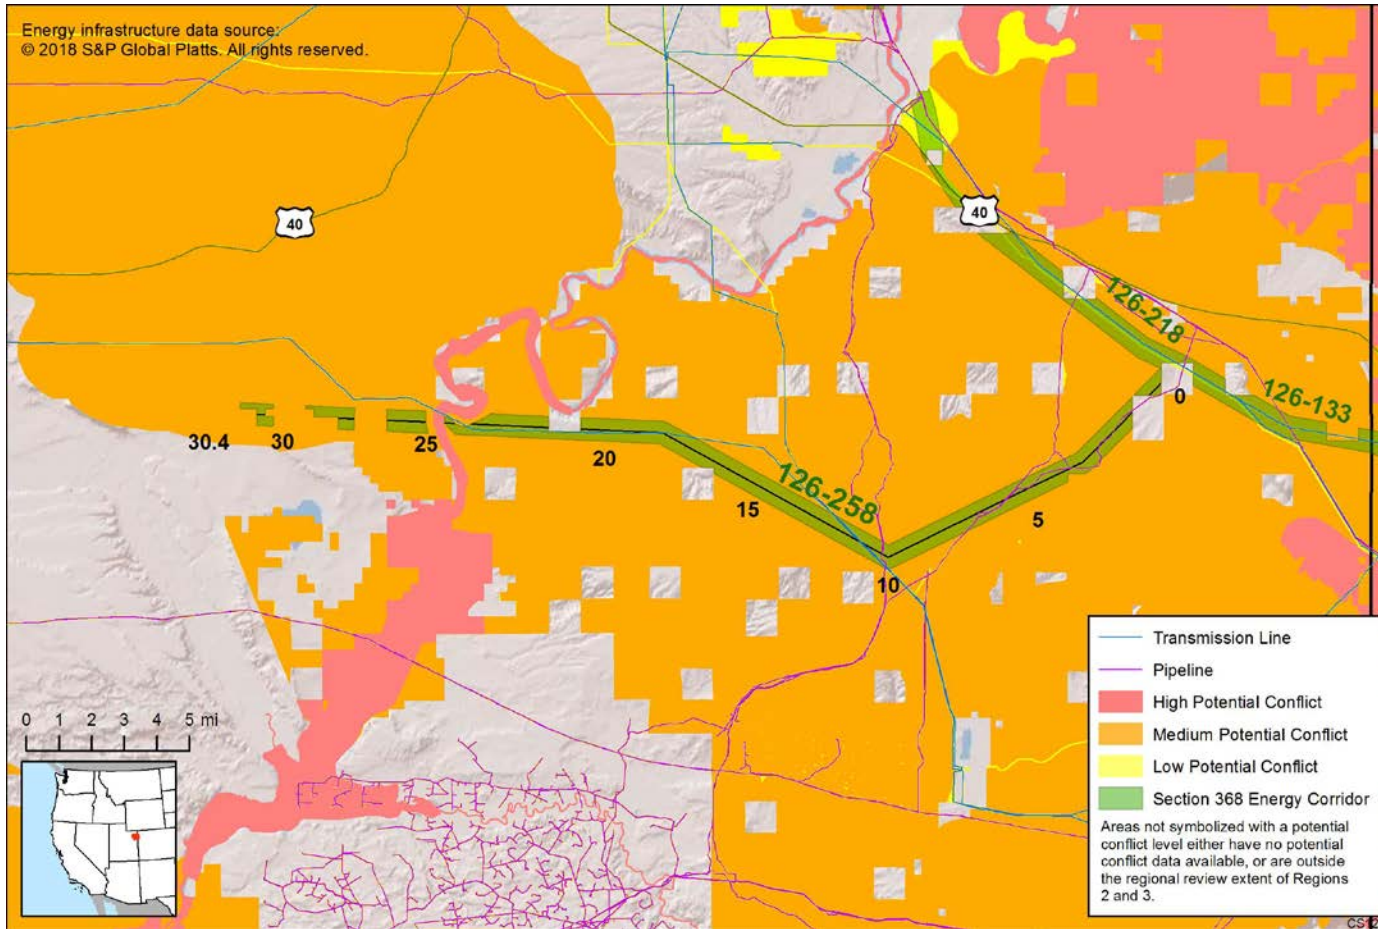 Energy infrastructure data source:
© 2018 S&P Global Platts. All rights reserved.
40
40
126-218
126-133
0
30.4
30
25
20
126-258
15
5
10
0 1 2 3 4 5 mi
Transmission Line
Pipeline
High Potential Conflict
Medium Potential Conflict
Low Potential Conflict
Section 368 Energy Corridor
Areas not symbolized with a potential
conflict level either have no potential
conflict data available, or are outside
the regional review extent of Regions
2 and 3.